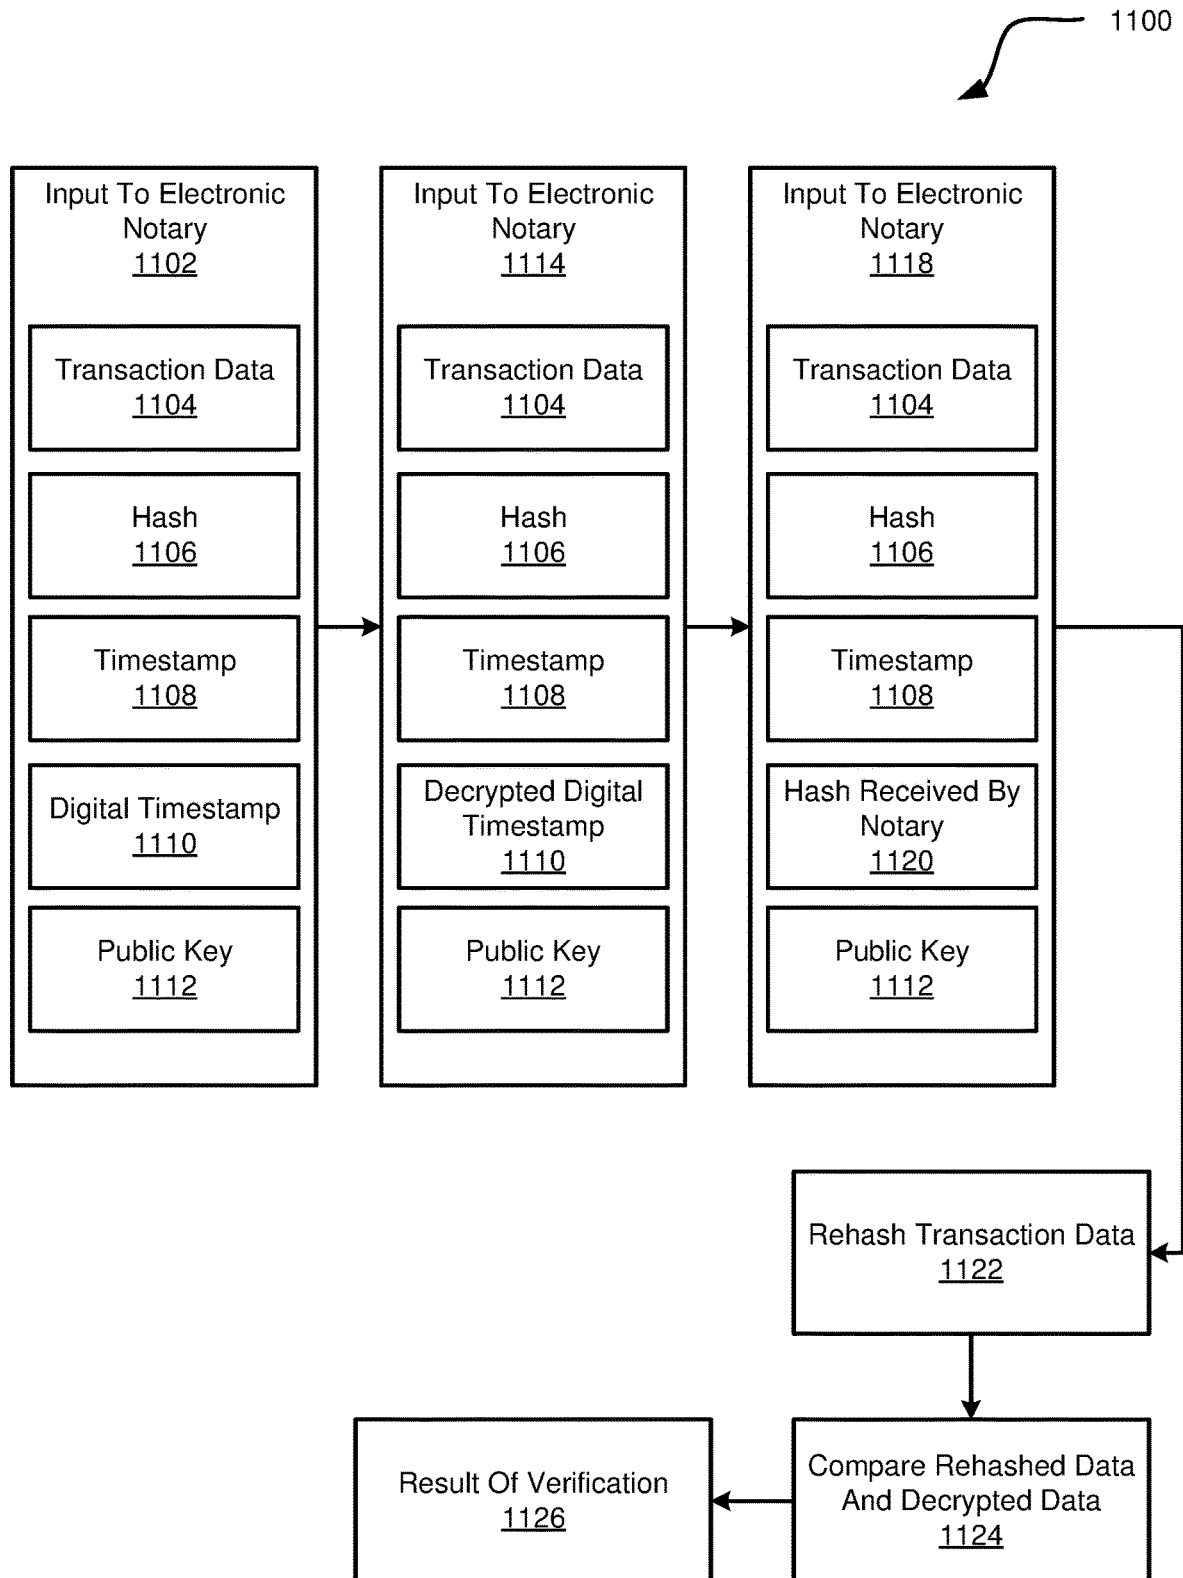 1100
Input To Electronic
Notary
1102
Transaction Data
1104
Hash
1106
Timestamp
1108
Digital Timestamp
1110
Public Key
1112
Input To Electronic
Notary
1114
Transaction Data
1104
Hash
1106
Timestamp
1108
Decrypted Digital
Timestamp
1110
Public Key
1112
Input To Electronic
Notary
1118
Transaction Data
1104
Hash
1106
Timestamp
1108
Hash Received By
Notary
1120
Public Key
1112
Rehash Transaction Data
1122
Compare Rehashed Data
And Decrypted Data
1124
Result Of Verification
1126